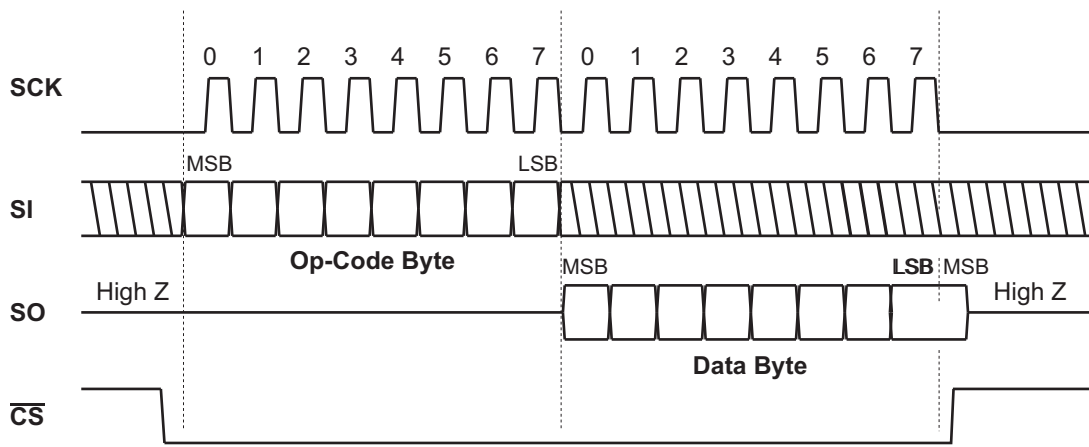 0 1 2 3 4 5 6 7 0 1 2 3 4 5 6 7
SCK
MSB LSB
SI
Op-Code Byte
MSB LSB MSB
High Z High Z
SO
Data Byte
CS